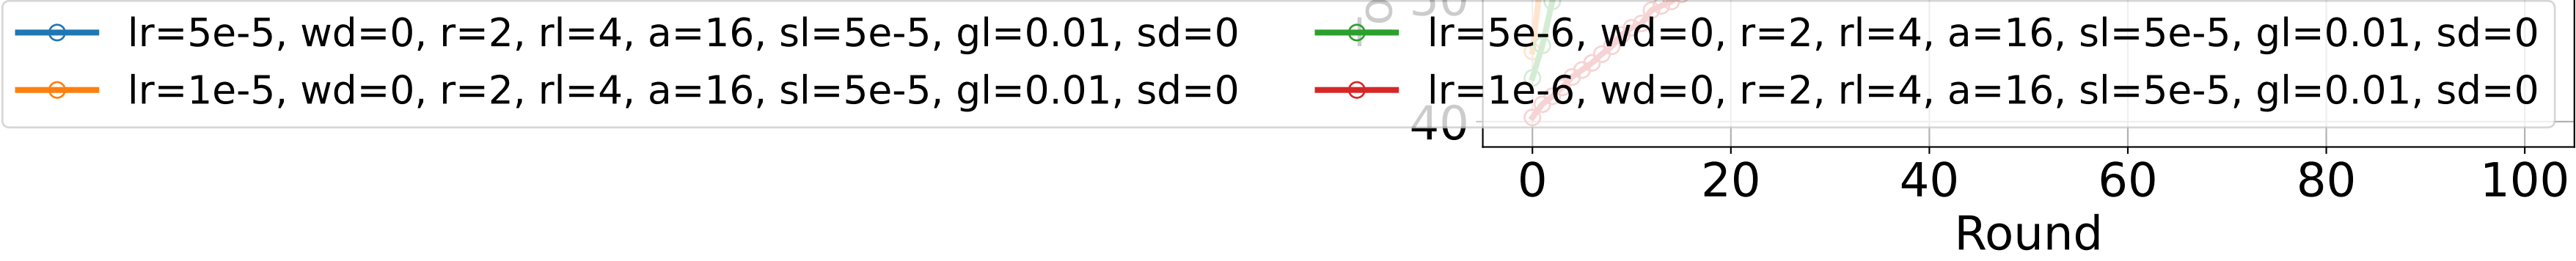 lr=5e-5, wd=0, r=2, rl=4, a=16, sl=5e-5, gl=0.01, sd=0
lr=1e-5, wd=0, r=2, rl=4, a=16, sl=5e-5, gl=0.01, sd=0
lr=5e-6, wd=0, r=2, rl=4, a=16, sl=5e-5, gl=0.01, sd=0
lr=1e-6, wd=0, r=2, rl=4, a=16, sl=5e-5, gl=0.01, sd=0
40
0 20 40 60 80 100
Round